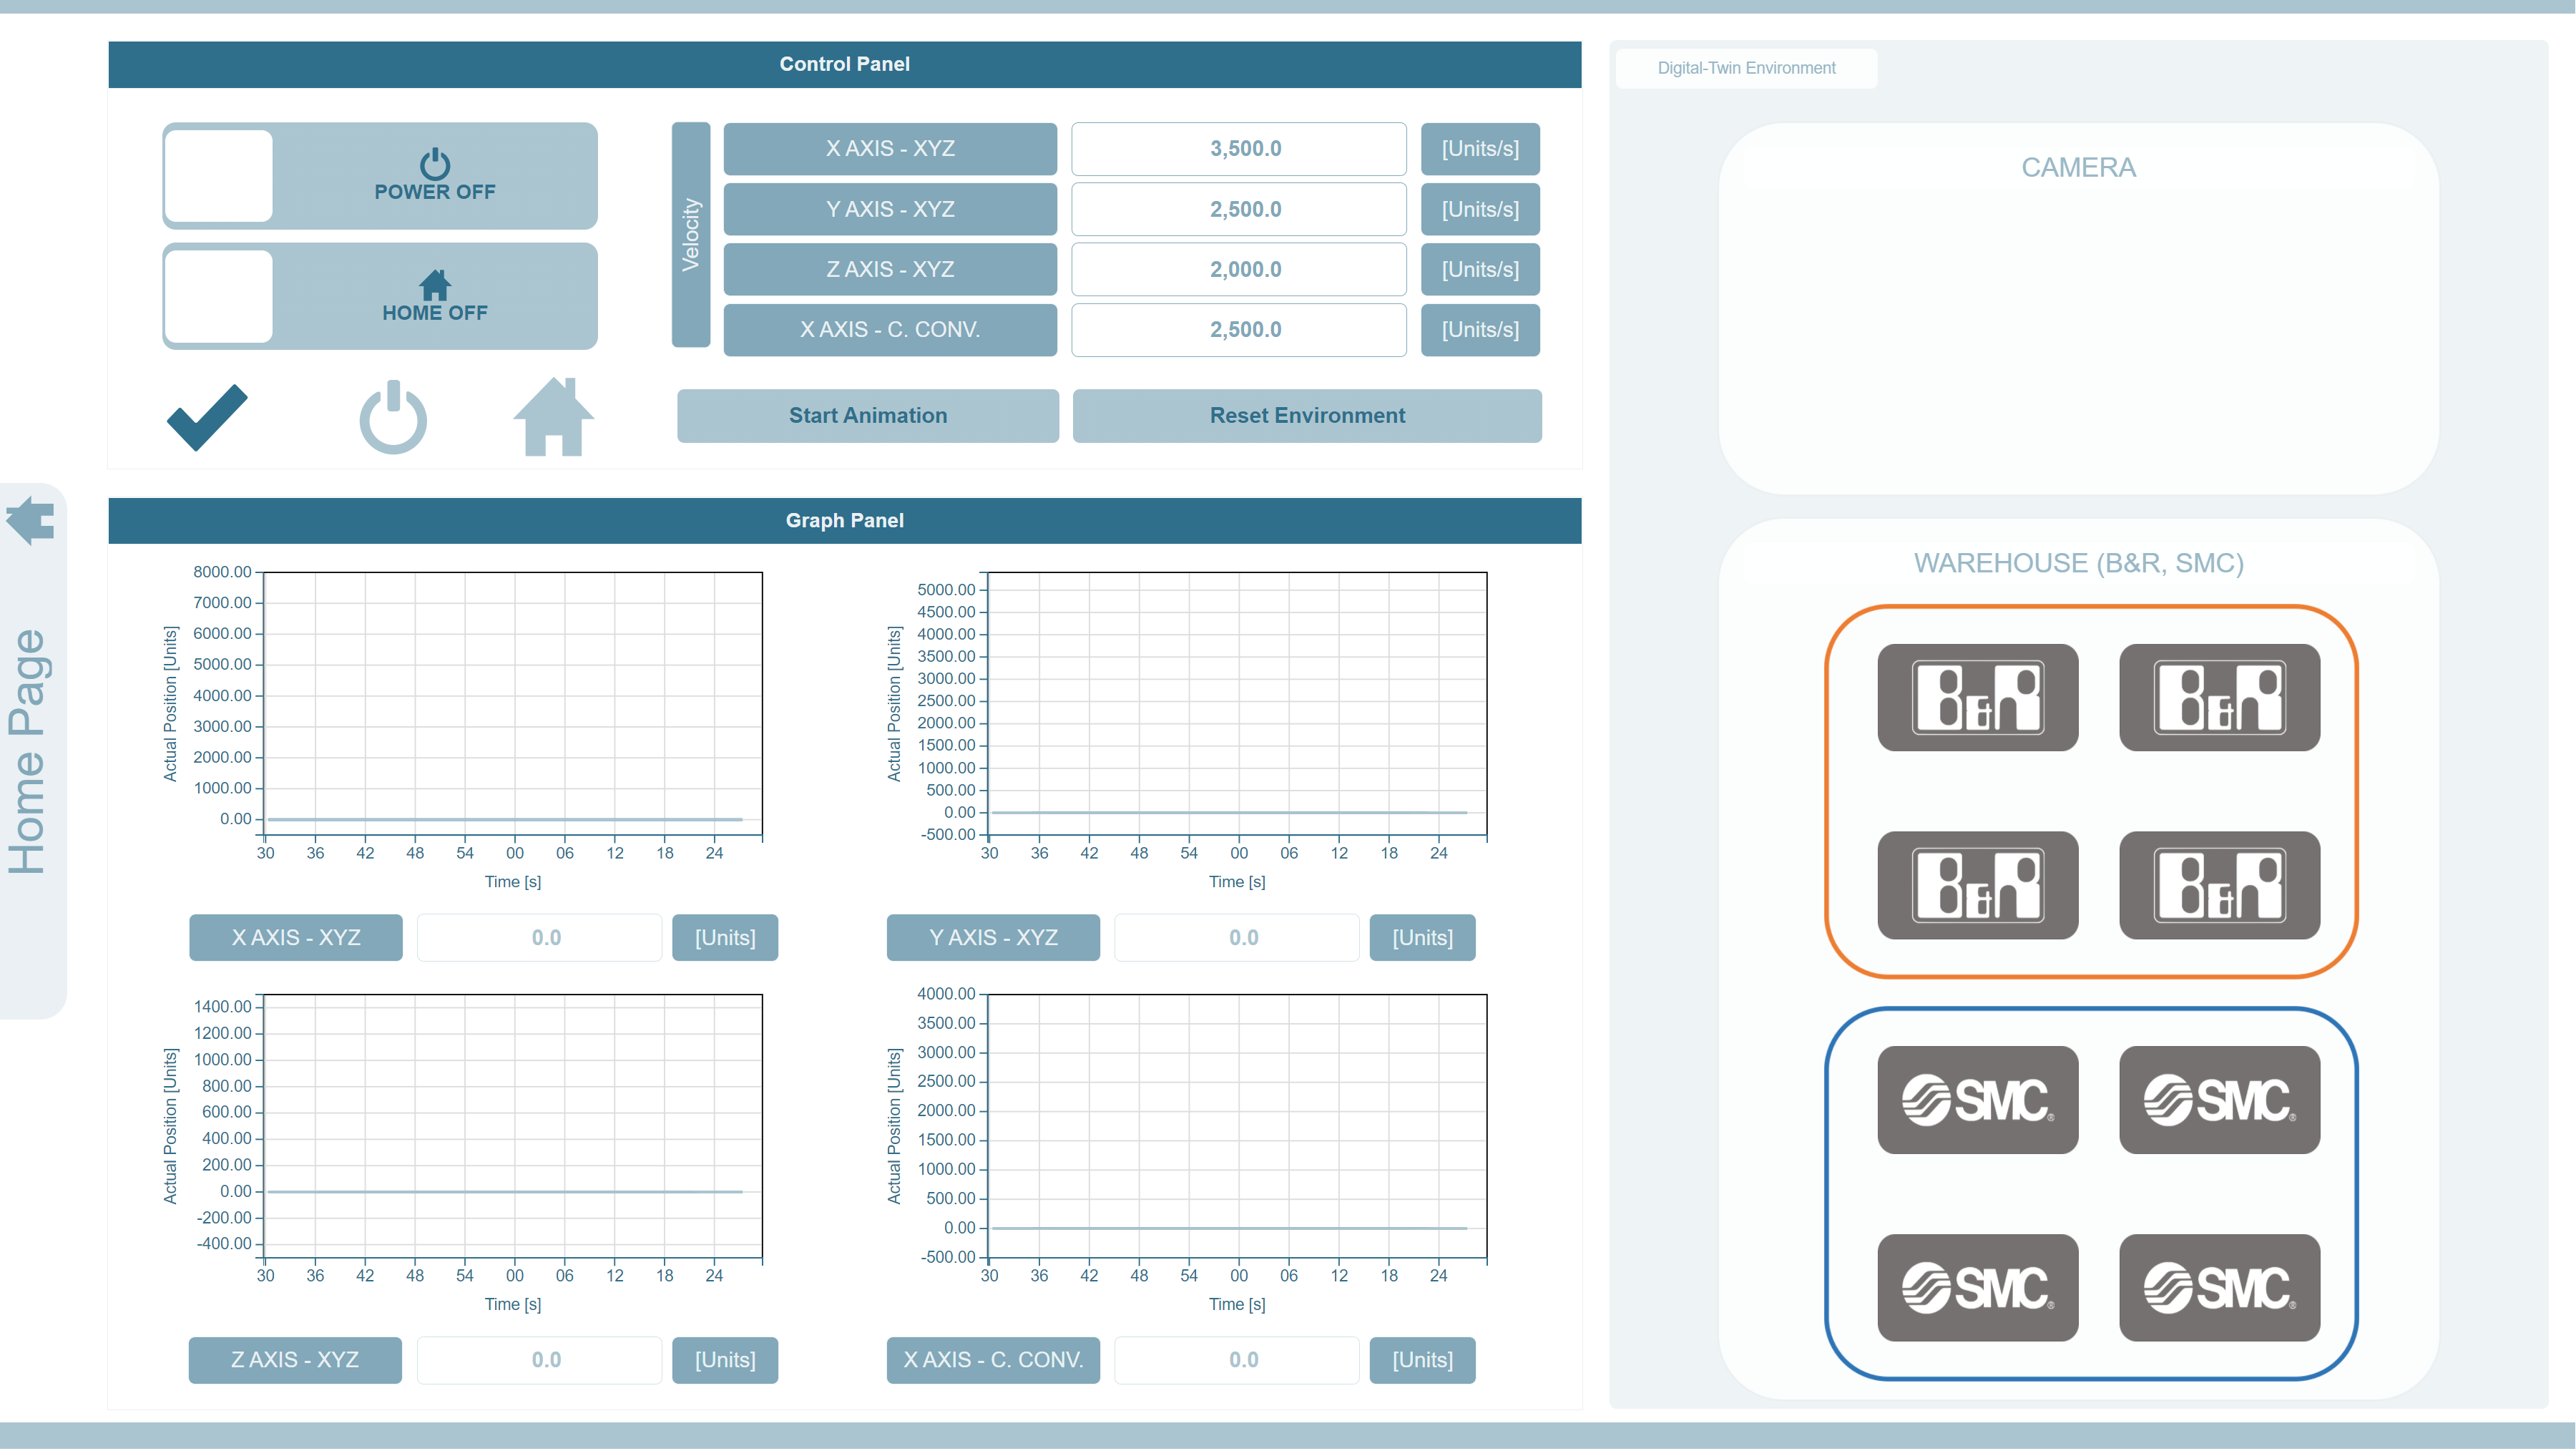 Control Panel
POWER OFF
HOME OFF
Velocity
X AXIS - XYZ 3,500.0 [Units/s]
Y AXIS - XYZ 2,500.0 [Units/s]
Z AXIS - XYZ 2,000.0 [Units/s]
X AXIS - C. CONV. 2,500.0 [Units/s]
Start Animation Reset Environment
Home Page
Graph Panel
Actual Position [Units]
8000.00
7000.00
6000.00
5000.00
4000.00
3000.00
2000.00
1000.00
0.00
30 36 42 48 54 00 06 12 18 24
Time [s]
X AXIS - XYZ 0.0 [Units]
Actual Position [Units]
5000.00
4500.00
4000.00
3500.00
3000.00
2500.00
2000.00
1500.00
1000.00
500.00
0.00
-500.00
30 36 42 48 54 00 06 12 18 24
Time [s]
Y AXIS - XYZ 0.0 [Units]
Actual Position [Units]
1400.00
1200.00
1000.00
800.00
600.00
400.00
200.00
0.00
-200.00
-400.00
30 36 42 48 54 00 06 12 18 24
Time [s]
Z AXIS - XYZ 0.0 [Units]
Actual Position [Units]
4000.00
3500.00
3000.00
2500.00
2000.00
1500.00
1000.00
500.00
0.00
-500.00
30 36 42 48 54 00 06 12 18 24
Time [s]
X AXIS - C. CONV. 0.0 [Units]
Digital-Twin Environment
CAMERA
WAREHOUSE (B&R, SMC)
B&R B&R
B&R B&R
SMC® SMC®
SMC® SMC®